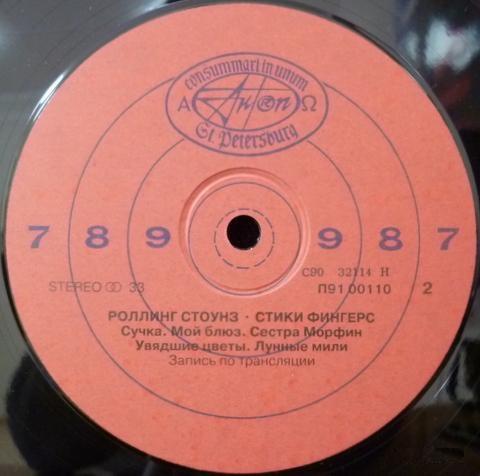 consummari in unum
Α АнТроп Ω
St. Petersburg
7 8 9 9 8 7
С90 32114 Н
STEREO 33 П91 00110 2
РОЛЛИНГ СТОУНЗ · СТИКИ ФИНГЕРС
Сучка. Мой блюз. Сестра Морфин
Увядшие цветы. Лунные мили
Запись по трансляции